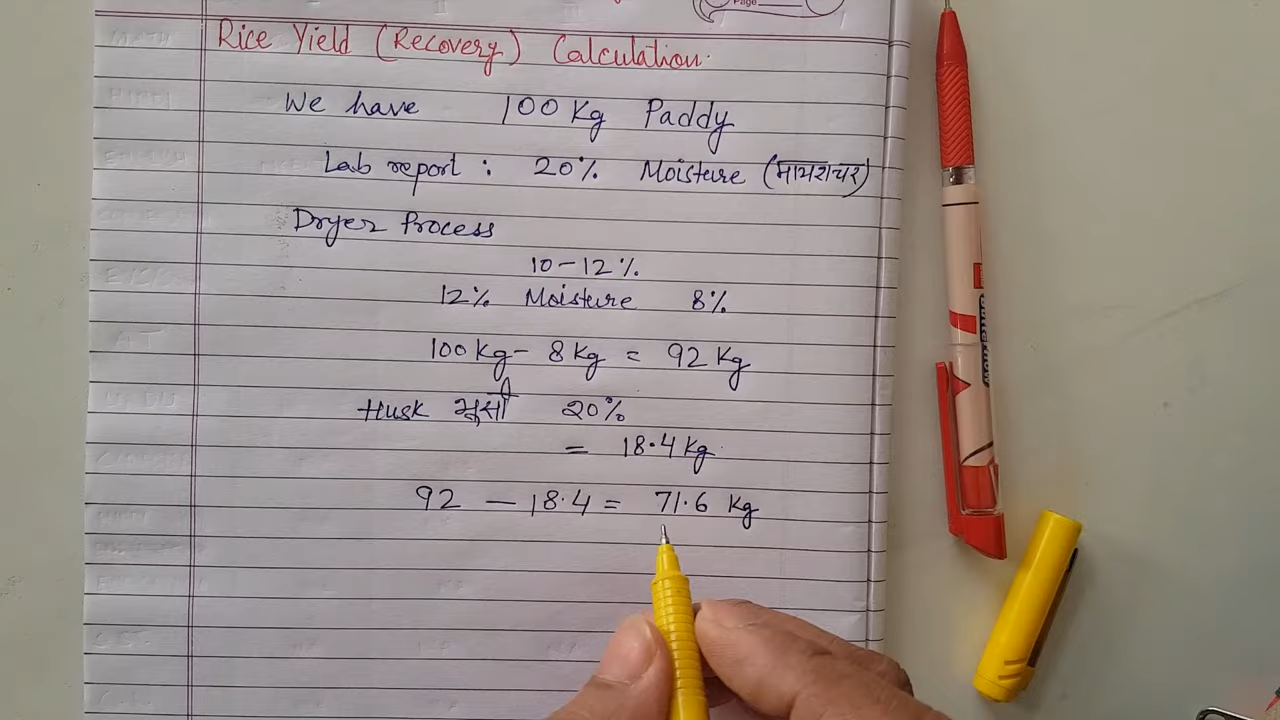 Page
Rice Yield (Recovery) Calculation.
We have 100 Kg Paddy
Lab report : 20% Moisture (मायशचर)
Dryer Process
10-12%
12% Moisture 8%
100 Kg - 8 Kg = 92 Kg
Husk भूसी 20%
= 18.4 Kg
92 - 18.4 = 71.6 Kg